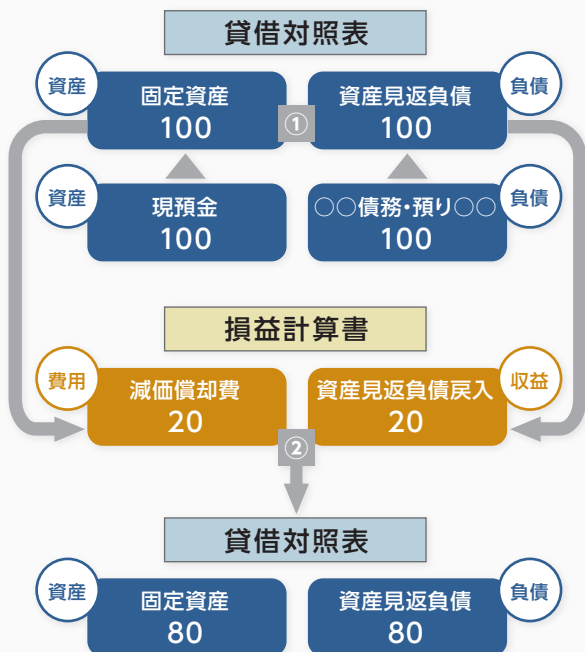 貸借対照表
資産
固定資産
100
①
資産見返負債
100
負債
資産
現預金
100
○○債務・預り○○
100
負債
損益計算書
費用
減価償却費
20
資産見返負債戻入
20
収益
②
貸借対照表
資産
固定資産
80
資産見返負債
80
負債